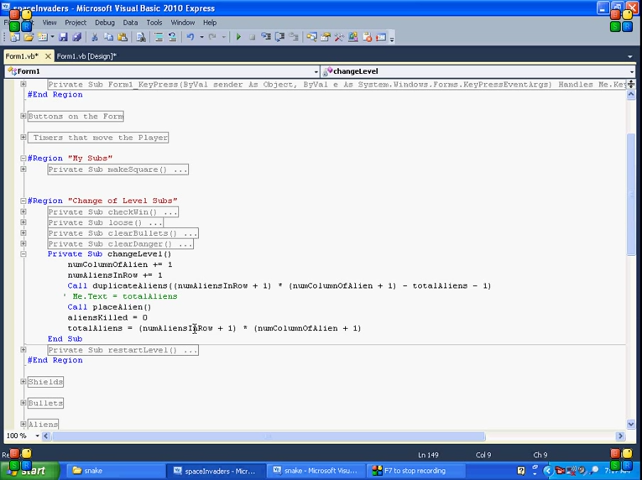 spaceInvaders - Microsoft Visual Basic 2010 Express
View Project Debug Data Tools Window Help
Form1.vb* Form1.vb [Design]*
Form1 changeLevel
Private Sub Form1_KeyPress(ByVal sender As Object, ByVal e As System.Windows.Forms.KeyPressEventArgs) Handles Me.Key
#End Region
Buttons on the Form
Timers that move the Player
#Region "My Subs"
Private Sub makeSquare() ...
#Region "Change of Level Subs"
Private Sub checkWin() ...
Private Sub loose() ...
Private Sub clearBullets() ...
Private Sub clearDanger() ...
Private Sub changeLevel()
numColumnOfAlien += 1
numAliensInRow += 1
Call duplicateAliens((numAliensInRow + 1) * (numColumnOfAlien + 1) - totalAliens - 1)
' Me.Text = totalAliens
Call placeAlien()
aliensKilled = 0
totalAliens = (numAliensInRow + 1) * (numColumnOfAlien + 1)
End Sub
Private Sub restartLevel() ...
#End Region
Shields
Bullets
Aliens
100 %
Ln 149 Col 9 Ch 9
start snake spaceInvaders - Micr... snake - Microsoft Visu... F7 to stop recording